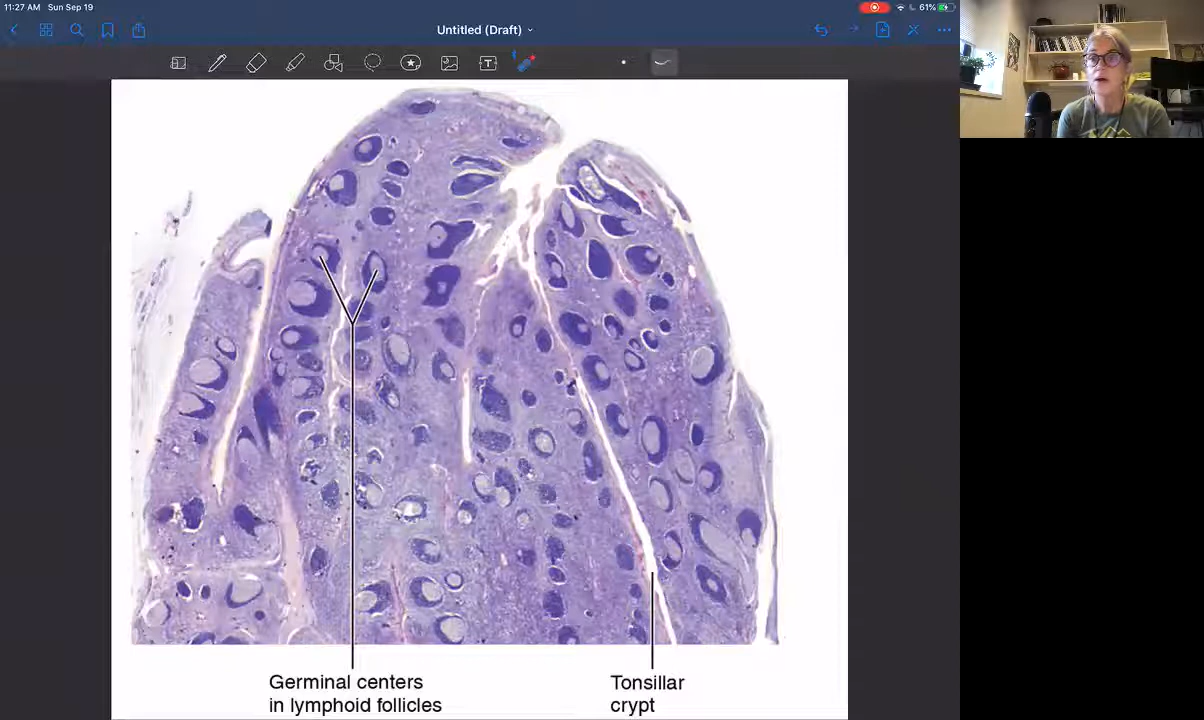 11:27 AM Sun Sep 19
61%
Untitled (Draft)
T
Germinal centers
in lymphoid follicles
Tonsillar
crypt